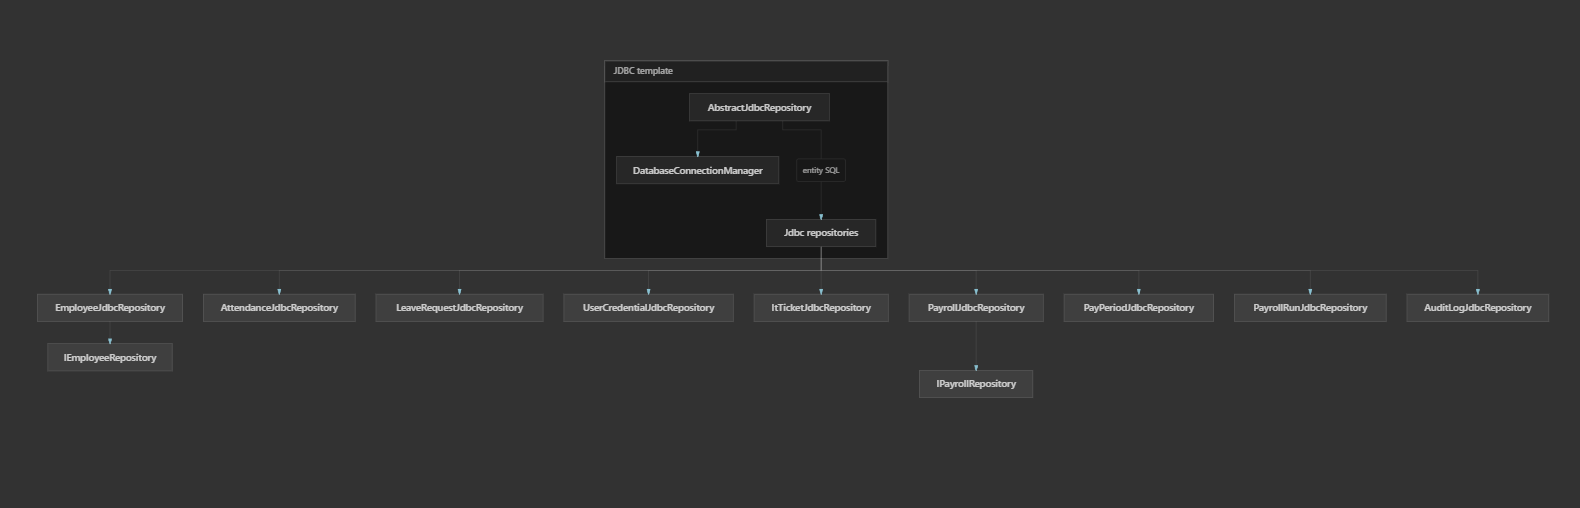 JDBC template
AbstractJdbcRepository
DatabaseConnectionManager
entity SQL
Jdbc repositories
EmployeeJdbcRepository
AttendanceJdbcRepository
LeaveRequestJdbcRepository
UserCredentialJdbcRepository
ItTicketJdbcRepository
PayrollJdbcRepository
PayPeriodJdbcRepository
PayrollRunJdbcRepository
AuditLogJdbcRepository
IEmployeeRepository
IPayrollRepository